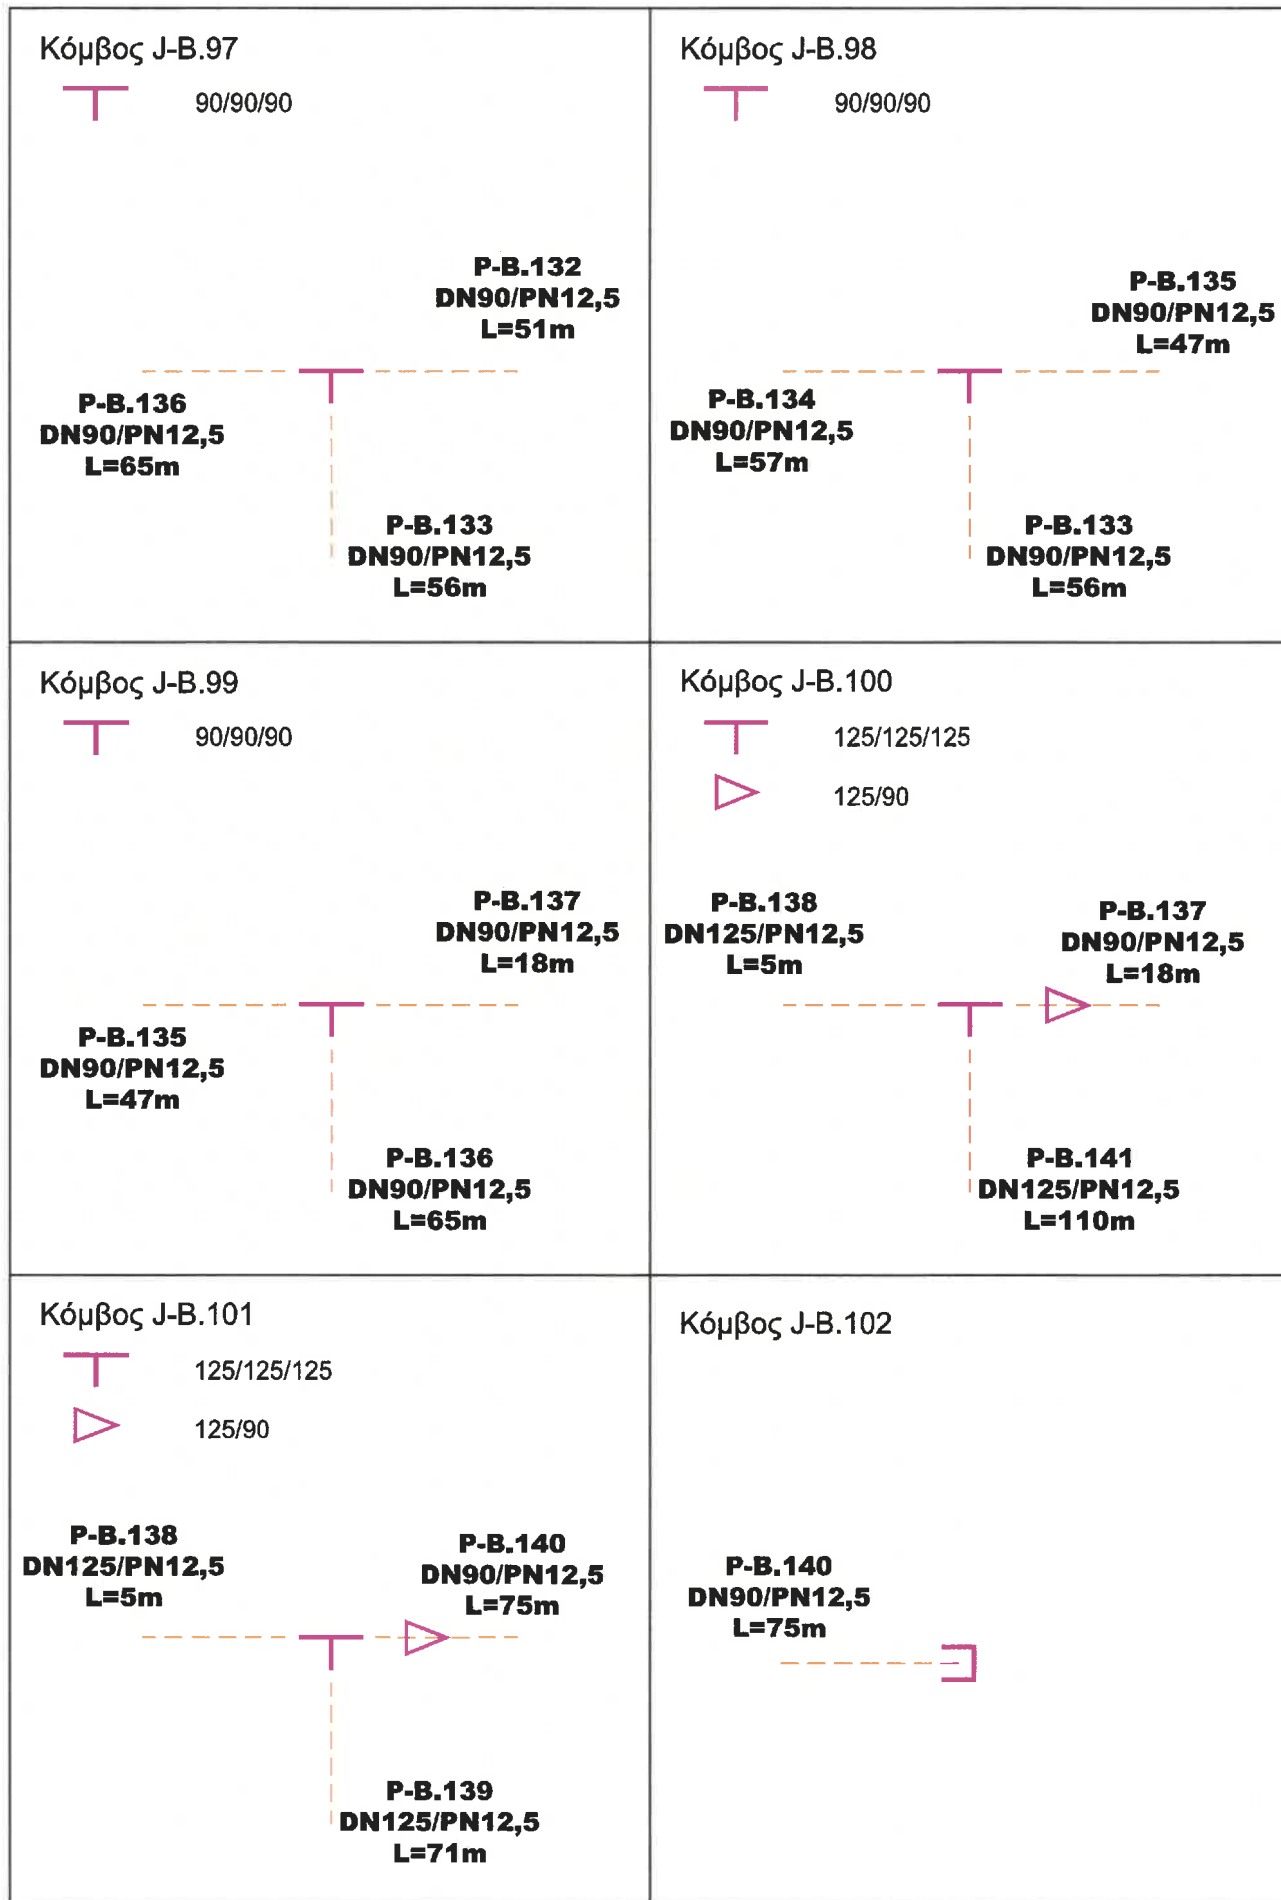 Κόμβος J-B.97
90/90/90
P-B.132
DN90/PN12,5
L=51m
P-B.136
DN90/PN12,5
L=65m
P-B.133
DN90/PN12,5
L=56m
Κόμβος J-B.98
90/90/90
P-B.135
DN90/PN12,5
L=47m
P-B.134
DN90/PN12,5
L=57m
P-B.133
DN90/PN12,5
L=56m
Κόμβος J-B.99
90/90/90
P-B.137
DN90/PN12,5
L=18m
P-B.135
DN90/PN12,5
L=47m
P-B.136
DN90/PN12,5
L=65m
Κόμβος J-B.100
125/125/125
125/90
P-B.138
DN125/PN12,5
L=5m
P-B.137
DN90/PN12,5
L=18m
P-B.141
DN125/PN12,5
L=110m
Κόμβος J-B.101
125/125/125
125/90
P-B.138
DN125/PN12,5
L=5m
P-B.140
DN90/PN12,5
L=75m
P-B.139
DN125/PN12,5
L=71m
Κόμβος J-B.102
P-B.140
DN90/PN12,5
L=75m